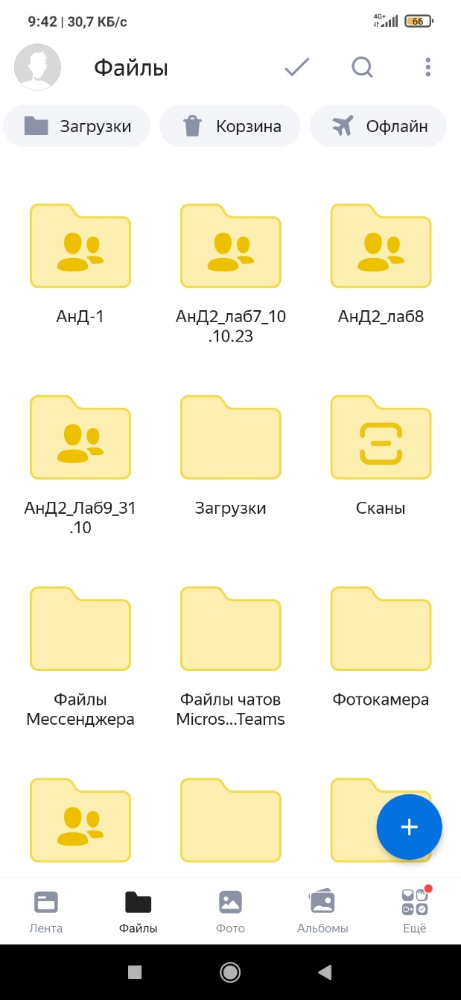 9:42 | 30,7 КБ/с
4G+
66
Файлы
Загрузки
Корзина
Офлайн
АнД-1
АнД2_лаб7_10
.10.23
АнД2_лаб8
АнД2_Лаб9_31
.10
Загрузки
Сканы
Файлы
Мессенджера
Файлы чатов
Micros...Teams
Фотокамера
Лента
Файлы
Фото
Альбомы
Ещё